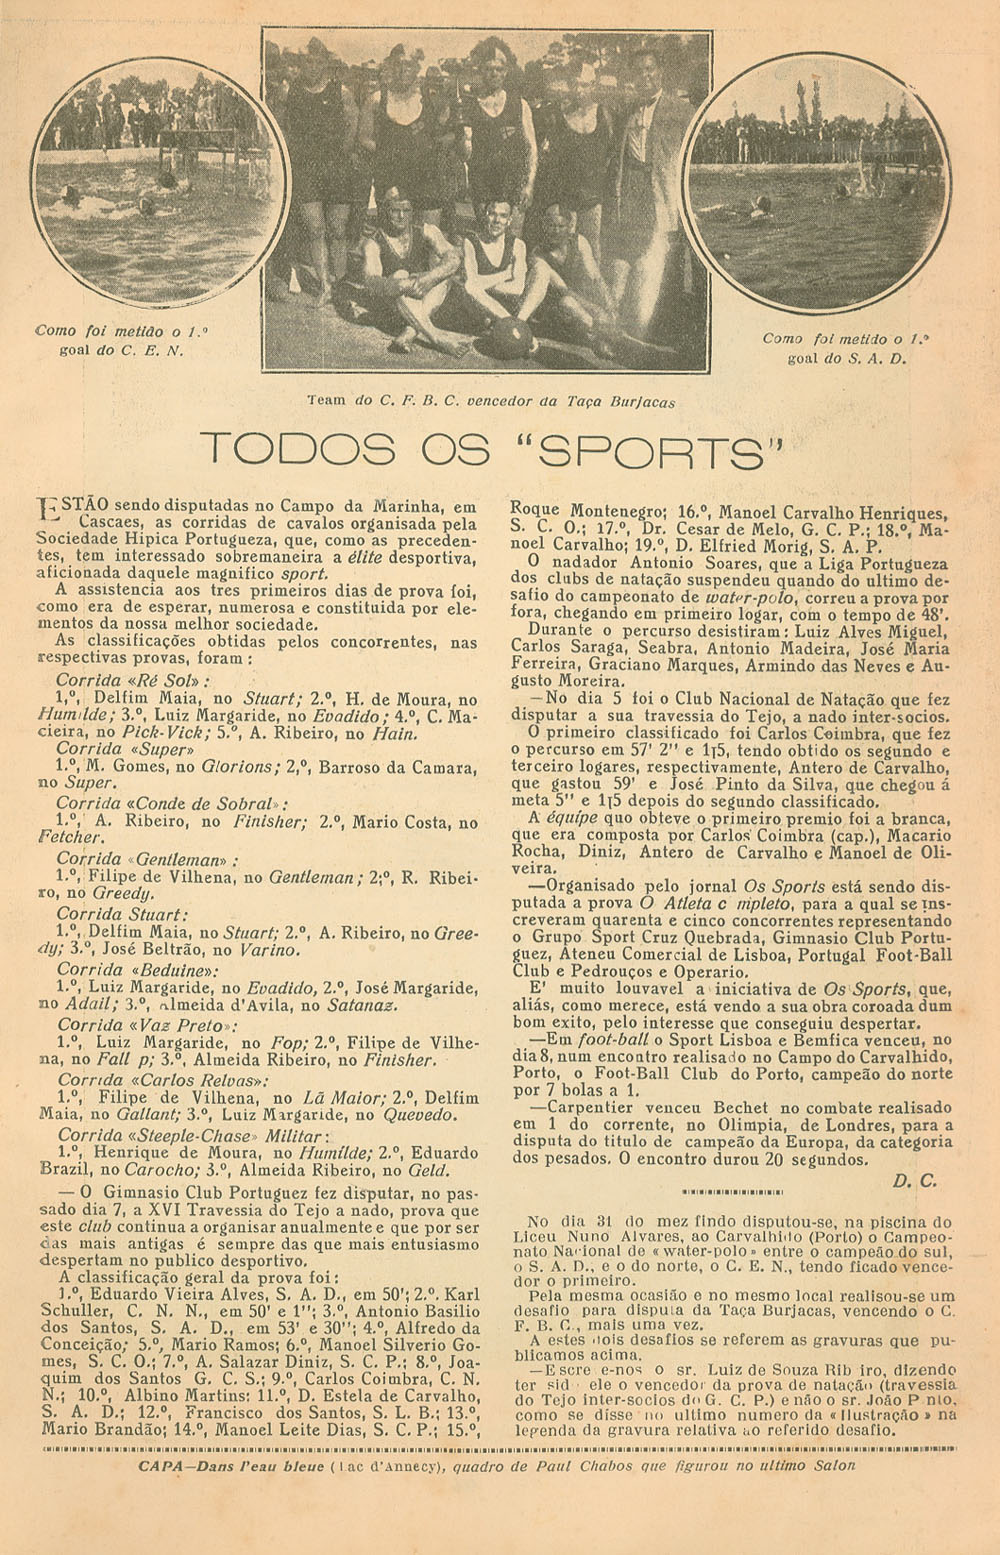 Como foi metido o 1.º
goal do C. E. N.
Como foi metido o 1.º
goal do S. A. D.
Team do C. F. B. C. vencedor da Taça Burjacas
TODOS OS "SPORTS"
ESTÃO sendo disputadas no Campo da Marinha, em
Cascaes, as corridas de cavalos organisada pela
Sociedade Hipica Portugueza, que, como as preceden-
tes, tem interessado sobremaneira a élite desportiva,
aficionada daquele magnifico sport.
A assistencia aos tres primeiros dias de prova foi,
como era de esperar, numerosa e constituida por ele-
mentos da nossa melhor sociedade.
As classificações obtidas pelos concorrentes, nas
respectivas provas, foram :
Corrida «Ré Sol» :
1,º, Delfim Maia, no Stuart; 2.º, H. de Moura, no
Humilde; 3.º, Luiz Margaride, no Evadido; 4.º, C. Ma-
cieira, no Pick-Vick; 5.º, A. Ribeiro, no Hain.
Corrida «Super»
1.º, M. Gomes, no Glorions; 2,º, Barroso da Camara,
no Super.
Corrida «Conde de Sobral» :
1.º, A. Ribeiro, no Finisher; 2.º, Mario Costa, no
Fetcher.
Corrida «Gentleman» :
1.º, Filipe de Vilhena, no Gentleman; 2;º, R. Ribei-
ro, no Greedy.
Corrida Stuart:
1.º, Delfim Maia, no Stuart; 2.º, A. Ribeiro, no Gree-
dy; 3.º, José Beltrão, no Varino.
Corrida «Beduine»:
1.º, Luiz Margaride, no Evadido, 2.º, José Margaride,
no Adail; 3.º, Almeida d'Avila, no Satanaz.
Corrida «Vaz Preto»:
1.º, Luiz Margaride, no Fop; 2.º, Filipe de Vilhe-
na, no Fall p; 3.º, Almeida Ribeiro, no Finisher.
Corrida «Carlos Relvas»:
1.º, Filipe de Vilhena, no Lã Maior; 2.º, Delfim
Maia, no Gallant; 3.º, Luiz Margaride, no Quevedo.
Corrida «Steeple-Chase» Militar:
1.º, Henrique de Moura, no Humilde; 2.º, Eduardo
Brazil, no Carocho; 3.º, Almeida Ribeiro, no Geld.
— O Gimnasio Club Portuguez fez disputar, no pas-
sado dia 7, a XVI Travessia do Tejo a nado, prova que
este club continua a organisar anualmente e que por ser
das mais antigas é sempre das que mais entusiasmo
despertam no publico desportivo.
A classificação geral da prova foi :
1.º, Eduardo Vieira Alves, S. A. D., em 50'; 2.º. Karl
Schuller, C. N. N., em 50' e 1''; 3.º, Antonio Basilio
dos Santos, S. A. D., em 53' e 30''; 4.º, Alfredo da
Conceição; 5.º, Mario Ramos; 6.º, Manoel Silverio Go-
mes, S. C. O.; 7.º, A. Salazar Diniz, S. C. P.; 8.º, Joa-
quim dos Santos G. C. S.; 9.º, Carlos Coimbra, C. N.
N.; 10.º, Albino Martins; 11.º, D. Estela de Carvalho,
S. A. D.; 12.º, Francisco dos Santos, S. L. B.; 13.º,
Mario Brandão; 14.º, Manoel Leite Dias, S. C. P.; 15.º,
Roque Montenegro; 16.º, Manoel Carvalho Henriques,
S. C. O.; 17.º, Dr. Cesar de Melo, G. C. P.; 18.º, Ma-
noel Carvalho; 19.º, D. Elfried Morig, S. A. P.
O nadador Antonio Soares, que a Liga Portugueza
dos clubs de natação suspendeu quando do ultimo de-
safio do campeonato de water-polo, correu a prova por
fora, chegando em primeiro logar, com o tempo de 48'.
Durante o percurso desistiram : Luiz Alves Miguel,
Carlos Saraga, Seabra, Antonio Madeira, José Maria
Ferreira, Graciano Marques, Armindo das Neves e Au-
gusto Moreira.
—No dia 5 foi o Club Nacional de Natação que fez
disputar a sua travessia do Tejo, a nado inter-socios.
O primeiro classificado foi Carlos Coimbra, que fez
o percurso em 57' 2'' e 1|5, tendo obtido os segundo e
terceiro logares, respectivamente, Antero de Carvalho,
que gastou 59' e José Pinto da Silva, que chegou á
meta 5'' e 1|5 depois do segundo classificado.
A équipe quo obteve o primeiro premio foi a branca,
que era composta por Carlos Coimbra (cap.), Macario
Rocha, Diniz, Antero de Carvalho e Manoel de Oli-
veira.
—Organisado pelo jornal Os Sports está sendo dis-
putada a prova O Atleta c mpleto, para a qual se ins-
creveram quarenta e cinco concorrentes representando
o Grupo Sport Cruz Quebrada, Gimnasio Club Portu-
guez, Ateneu Comercial de Lisboa, Portugal Foot-Ball
Club e Pedrouços e Operario.
E' muito louvavel a iniciativa de Os Sports, que,
aliás, como merece, está vendo a sua obra coroada dum
bom exito, pelo interesse que conseguiu despertar.
—Em foot-ball o Sport Lisboa e Bemfica venceu, no
dia 8, num encontro realisado no Campo do Carvalhido,
Porto, o Foot-Ball Club do Porto, campeão do norte
por 7 bolas a 1.
—Carpentier venceu Bechet no combate realisado
em 1 do corrente, no Olimpia, de Londres, para a
disputa do titulo de campeão da Europa, da categoria
dos pesados. O encontro durou 20 segundos.
D. C.
No dia 31 do mez findo disputou-se, na piscina do
Liceu Nuno Alvares, ao Carvalhido (Porto) o Campeo-
nato Nacional de «water-polo» entre o campeão do sul,
o S. A. D., e o do norte, o C. E. N., tendo ficado vence-
dor o primeiro.
Pela mesma ocasião e no mesmo local realisou-se um
desafio para disputa da Taça Burjacas, vencendo o C.
F. B. C., mais uma vez.
A estes dois desafios se referem as gravuras que pu-
blicamos acima.
—Escre e-nos o sr. Luiz de Souza Rib iro, dizendo
ter sid ele o vencedor da prova de natação (travessia
do Tejo inter-socios do G. C. P.) e não o sr. João P nto,
como se disse no ultimo numero da «Ilustração» na
legenda da gravura relativa ao referido desafio.
CAPA—Dans l'eau bleue (Lac d'Annecy), quadro de Paul Chabos que figurou no ultimo Salon